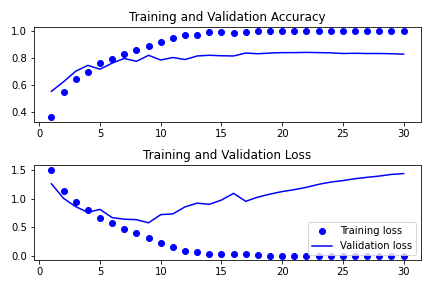 Training and Validation Accuracy
1.0
0.8
0.6
0.4
0 5 10 15 20 25 30
Training and Validation Loss
1.5
1.0
0.5
0.0
Training loss
Validation loss
0 5 10 15 20 25 30